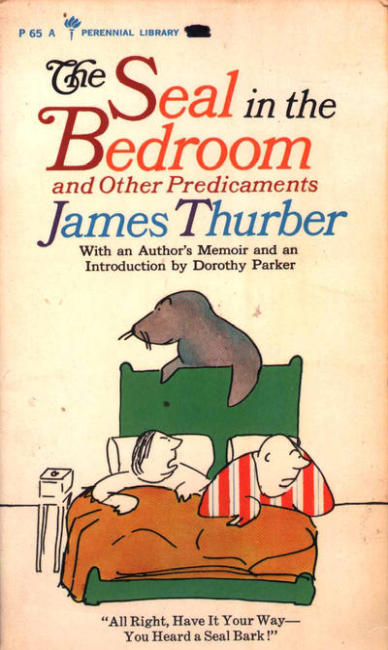 P 65 A PERENNIAL LIBRARY
The Seal in the
Bedroom
and Other Predicaments
James Thurber
With an Author's Memoir and an
Introduction by Dorothy Parker
"All Right, Have It Your Way—
You Heard a Seal Bark!"